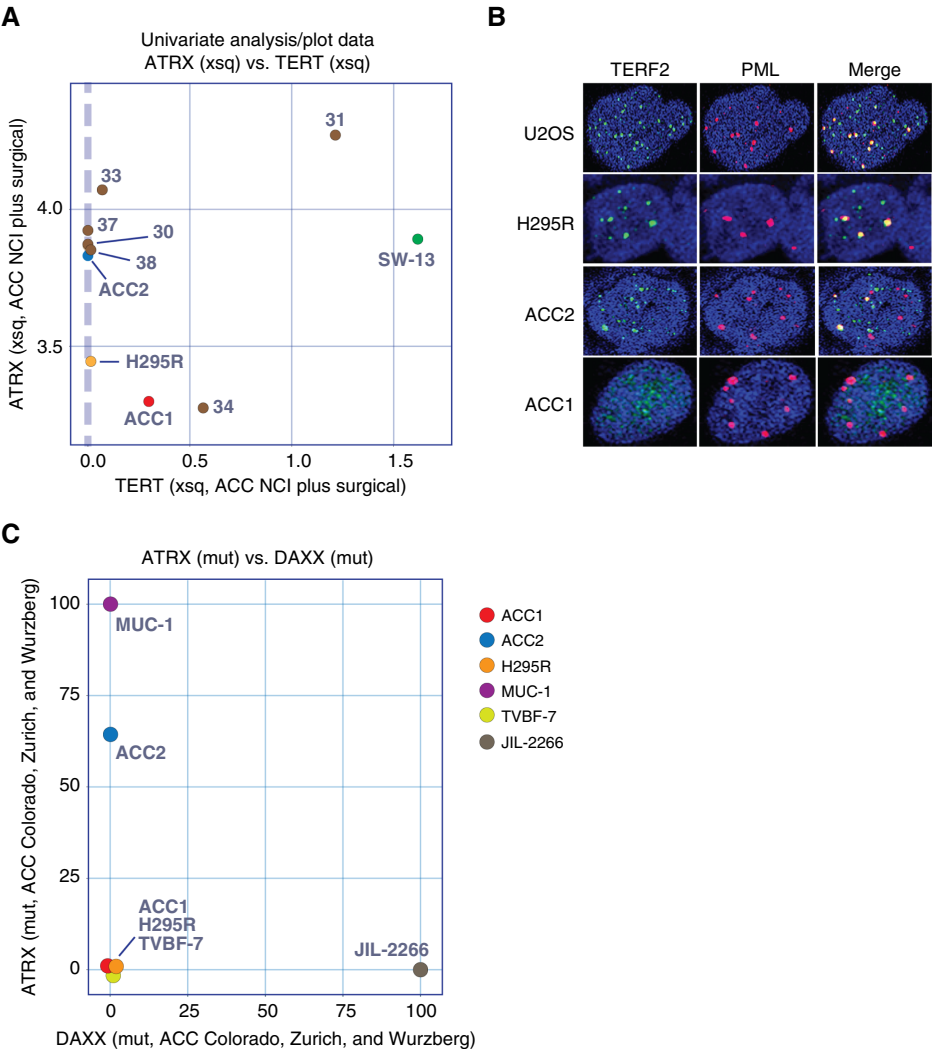 A
Univariate analysis/plot data
ATRX (xsq) vs. TERT (xsq)
ATRX (xsq, ACC NCI plus surgical)
4.0
3.5
31
33
37
30
38
ACC2
SW-13
H295R
ACC1
34
0.0
0.5
1.0
1.5
TERT (xsq, ACC NCI plus surgical)
B
TERF2
PML
Merge
U2OS
H295R
ACC2
ACC1
C
ATRX (mut) vs. DAXX (mut)
ATRX (mut, ACC Colorado, Zurich, and Wurzberg)
100
75
50
25
0
MUC-1
ACC2
ACC1
H295R
TVBF-7
JIL-2266
0
25
50
75
100
DAXX (mut, ACC Colorado, Zurich, and Wurzberg)
ACC1
ACC2
H295R
MUC-1
TVBF-7
JIL-2266